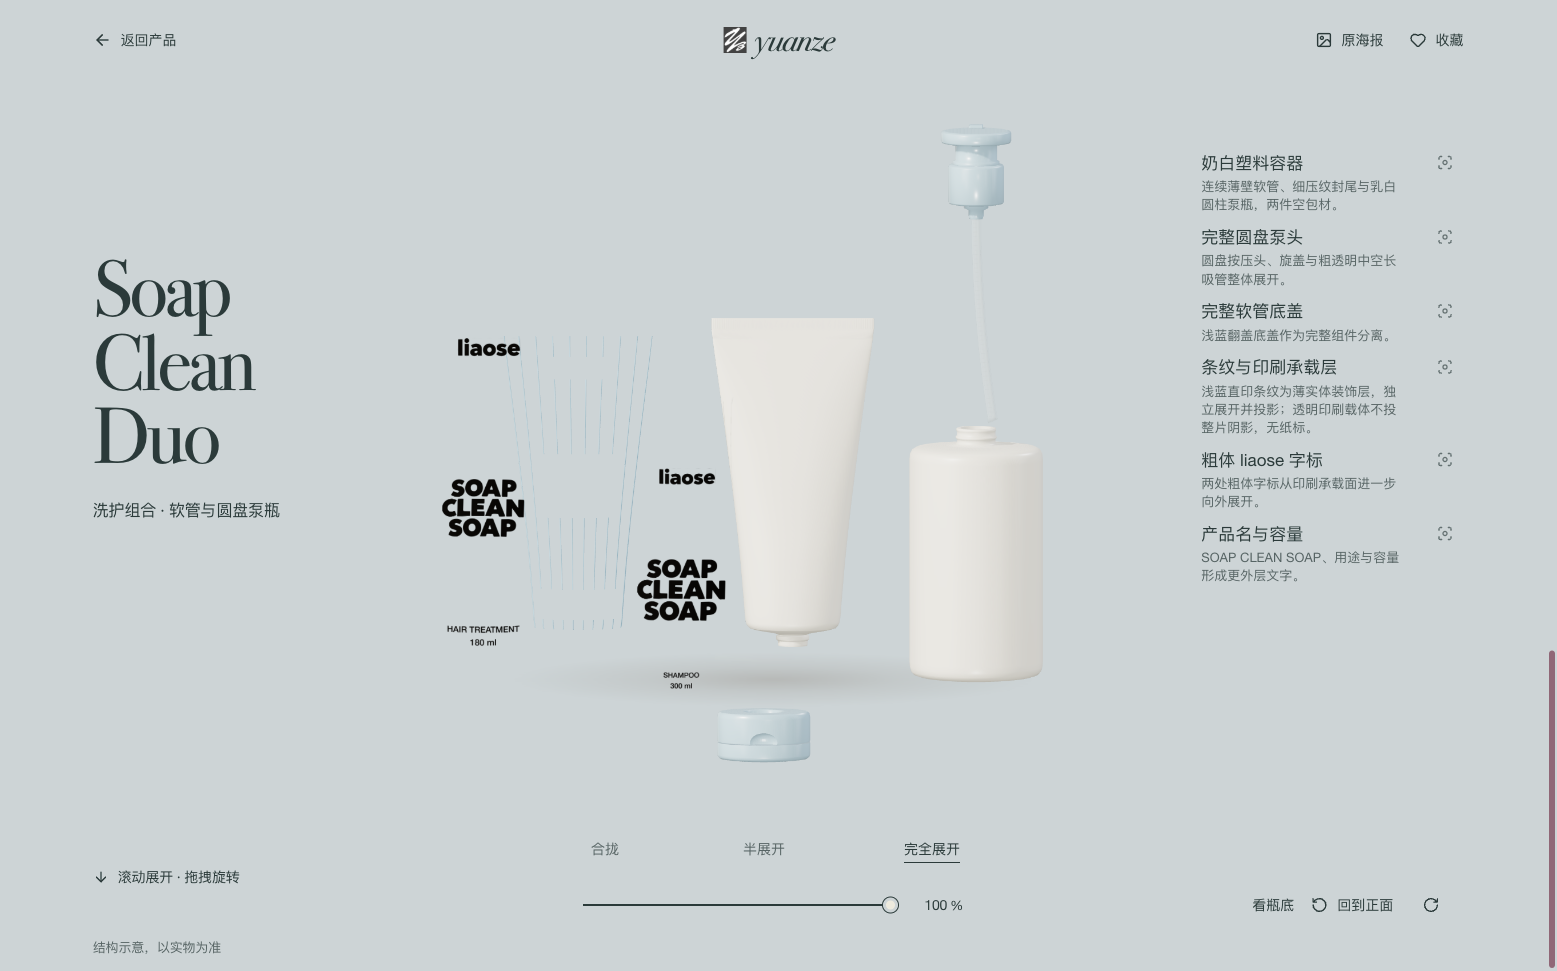 返回产品
yuanze
原海报
收藏
Soap
Clean
Duo
洗护组合 · 软管与圆盘泵瓶
liaose
SOAP
CLEAN
SOAP
HAIR TREATMENT
180 ml
liaose
SOAP
CLEAN
SOAP
SHAMPOO
300 ml
奶白塑料容器
连续薄壁软管、细压纹封尾与乳白
圆柱泵瓶，两件空包材。
完整圆盘泵头
圆盘按压头、旋盖与粗透明中空长
吸管整体展开。
完整软管底盖
浅蓝翻盖底盖作为完整组件分离。
条纹与印刷承载层
浅蓝直印条纹为薄实体装饰层，独
立展开并投影；透明印刷载体不投
整片阴影，无纸标。
粗体 liaose 字标
两处粗体字标从印刷承载面进一步
向外展开。
产品名与容量
SOAP CLEAN SOAP、用途与容量
形成更外层文字。
合拢
半展开
完全展开
100 %
滚动展开 · 拖拽旋转
看瓶底
回到正面
结构示意，以实物为准